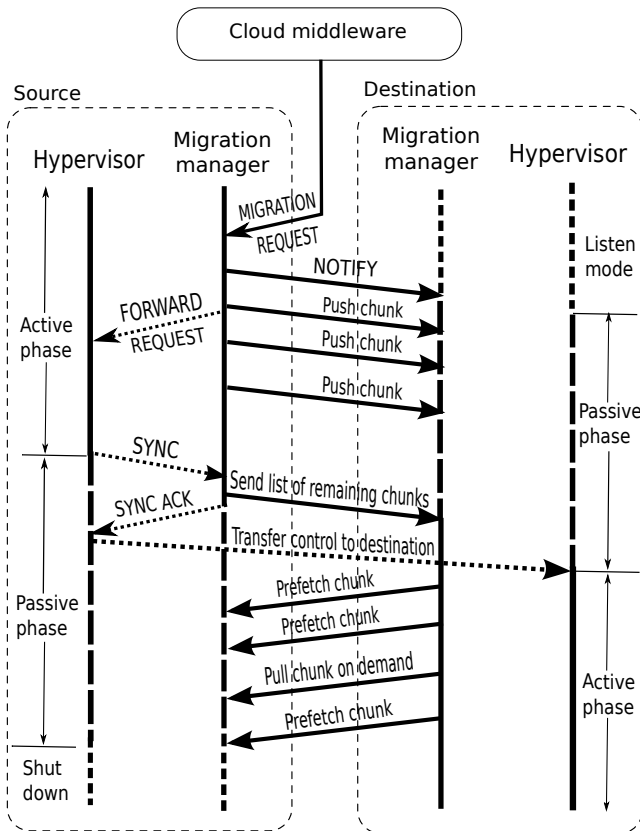 Cloud middleware
Source
Destination
Hypervisor
Migration
manager
Migration
manager
Hypervisor
MIGRATION
REQUEST
Listen
mode
NOTIFY
FORWARD
REQUEST
Push chunk
Active
phase
Push chunk
Push chunk
Passive
phase
SYNC
Send list of remaining chunks
SYNC ACK
Transfer control to destination
Prefetch chunk
Passive
phase
Prefetch chunk
Pull chunk on demand
Active
phase
Prefetch chunk
Shut
down